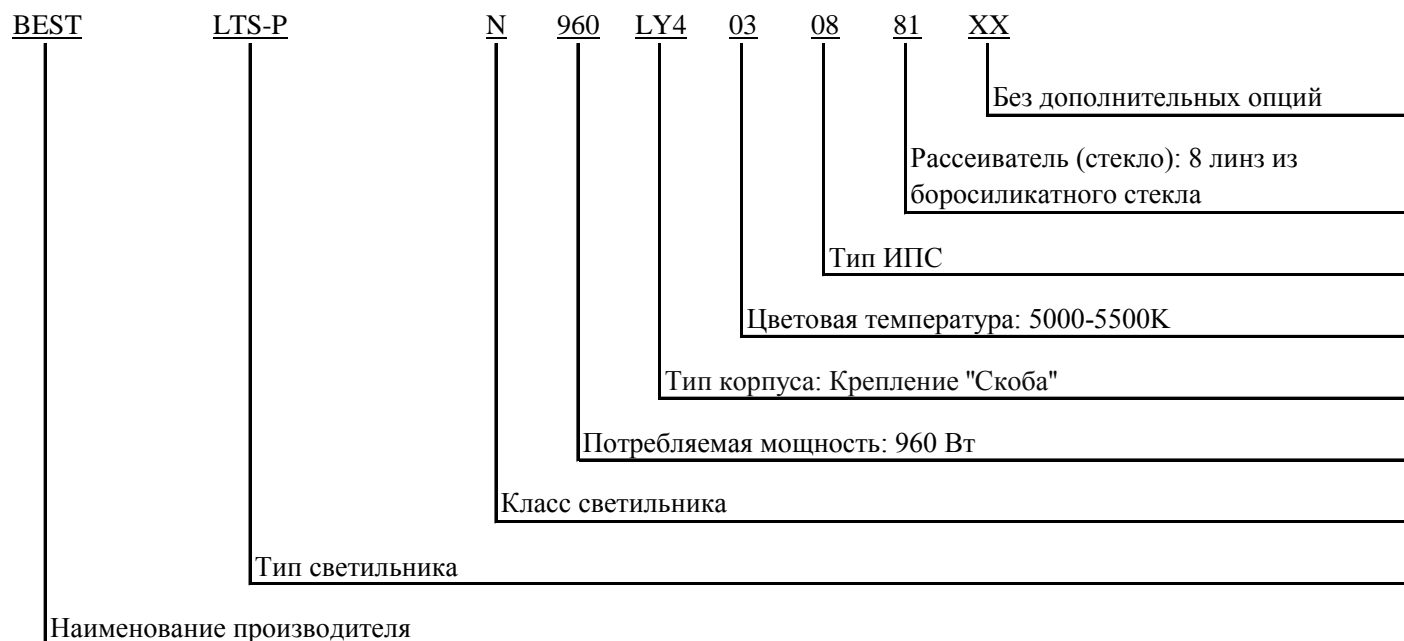 BEST LTS-P N 960 LY4 03 08 81 XX
Без дополнительных опций
Рассеиватель (стекло): 8 линз из
боросиликатного стекла
Тип ИПС
Цветовая температура: 5000-5500К
Тип корпуса: Крепление "Скоба"
Потребляемая мощность: 960 Вт
Класс светильника
Тип светильника
Наименование производителя